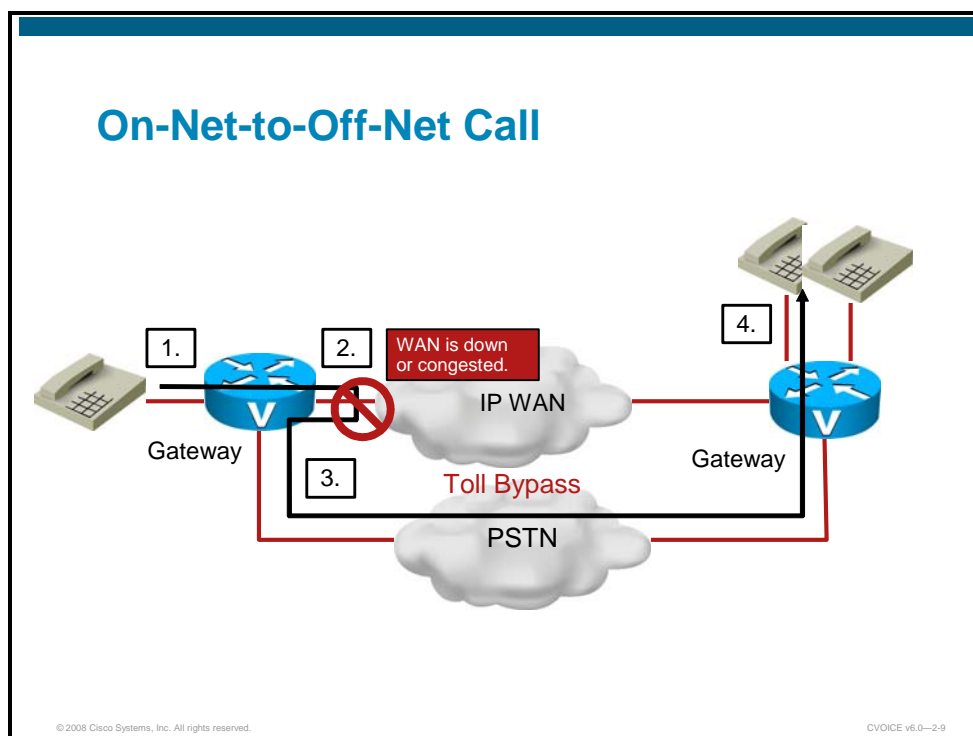 On-Net-to-Off-Net Call
1.
2.
WAN is down
or congested.
4.
IP WAN
V
V
Gateway
Gateway
3.
Toll Bypass
PSTN
© 2008 Cisco Systems, Inc. All rights reserved.
CVOICE v6.0—2-9